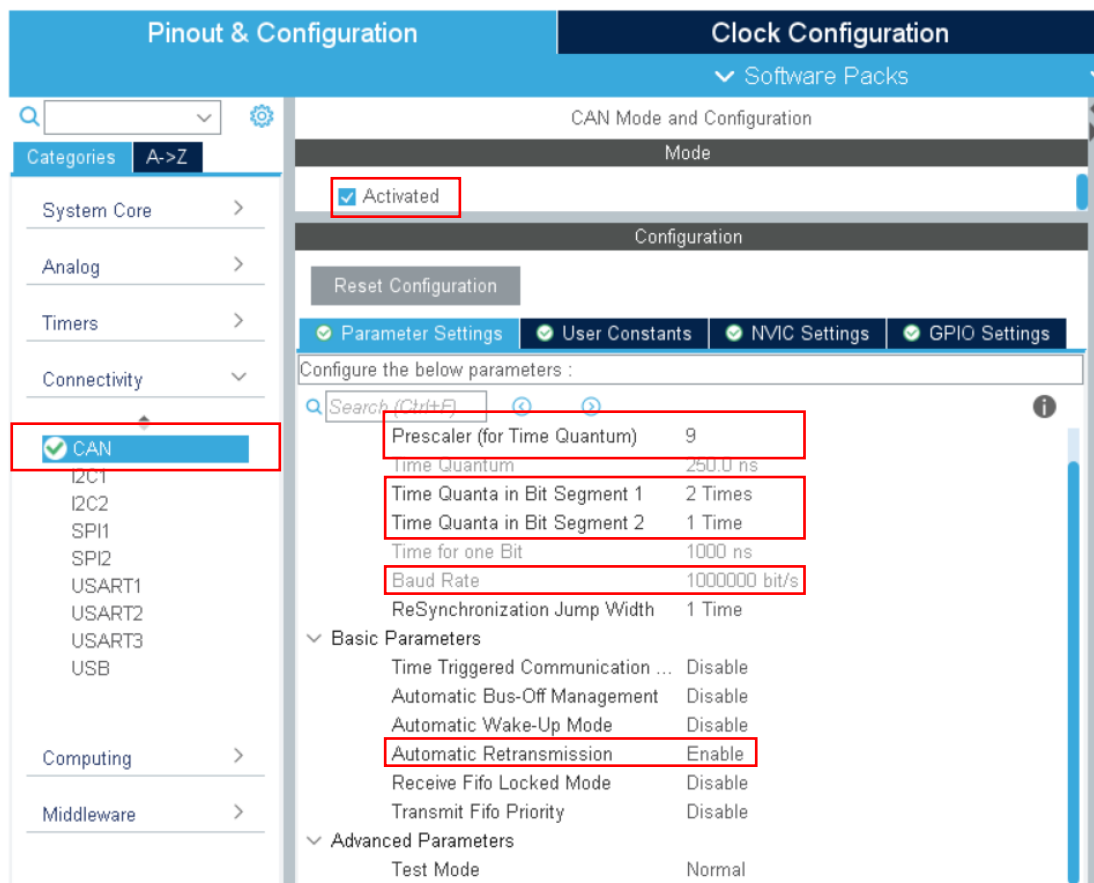 Pinout & Configuration
Clock Configuration
Software Packs
CAN Mode and Configuration
Mode
Categories
A->Z
Activated
System Core
Configuration
Analog
Reset Configuration
Timers
Parameter Settings
User Constants
NVIC Settings
GPIO Settings
Configure the below parameters :
Connectivity
Search (Ctrl+F)
CAN
I2C1
I2C2
SPI1
SPI2
USART1
USART2
USART3
USB
Computing
Middleware
Prescaler (for Time Quantum) 9
Time Quantum 250.0 ns
Time Quanta in Bit Segment 1 2 Times
Time Quanta in Bit Segment 2 1 Time
Time for one Bit 1000 ns
Baud Rate 1000000 bit/s
ReSynchronization Jump Width 1 Time
Basic Parameters
Time Triggered Communication ... Disable
Automatic Bus-Off Management Disable
Automatic Wake-Up Mode Disable
Automatic Retransmission Enable
Receive Fifo Locked Mode Disable
Transmit Fifo Priority Disable
Advanced Parameters
Test Mode Normal